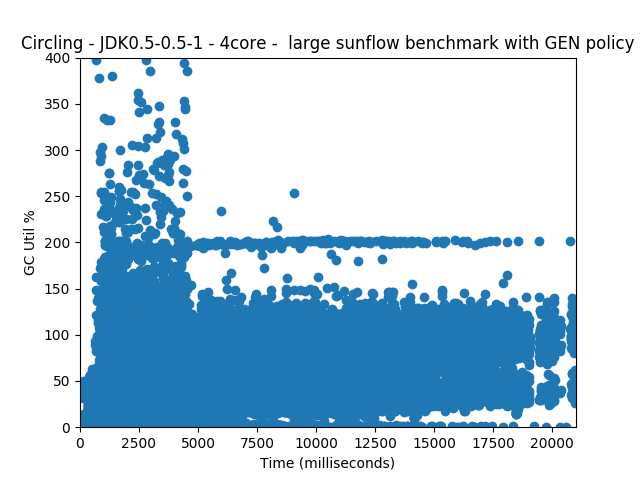 Circling - JDK0.5-0.5-1 - 4core -  large sunflow benchmark with GEN policy
400
350
300
250
200
150
100
50
0
GC Util %
0 2500 5000 7500 10000 12500 15000 17500 20000
Time (milliseconds)